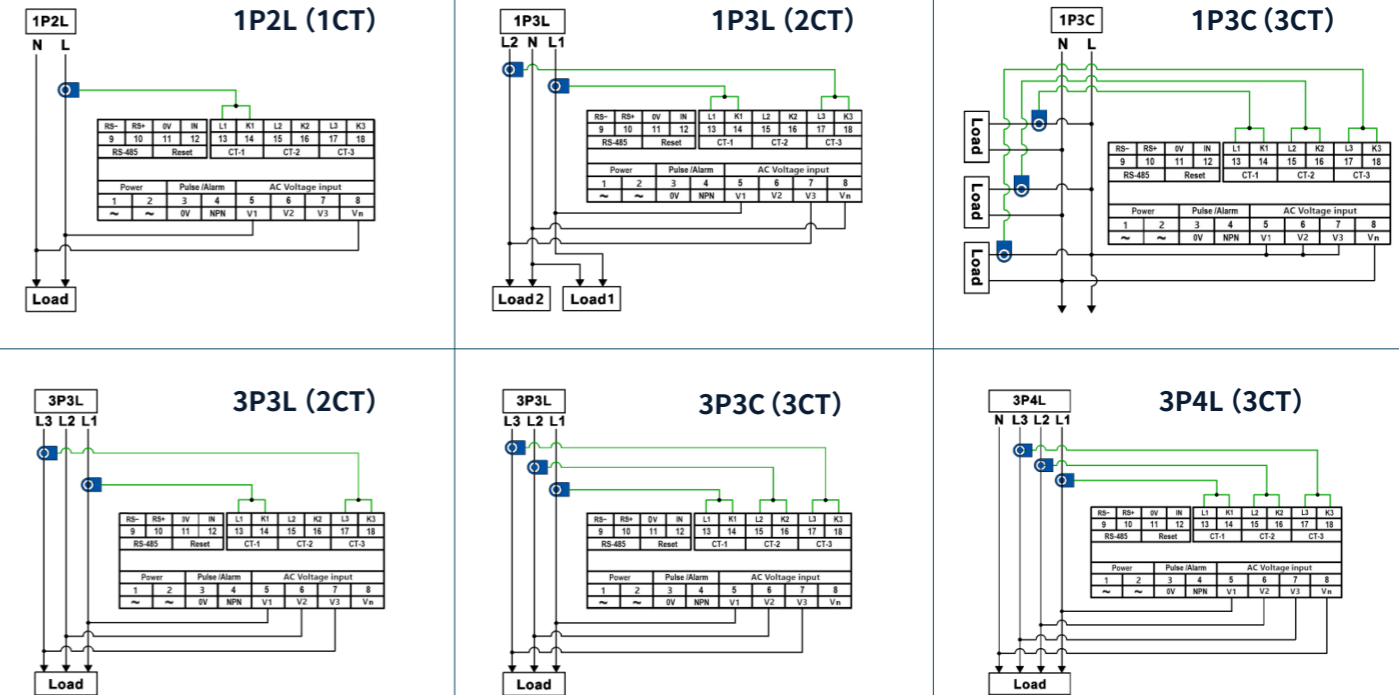 1P2L
1P2L (1CT)
N L
RS- RS+ 0V IN L1 K1 L2 K2 L3 K3
9 10 11 12 13 14 15 16 17 18
RS-485 Reset CT-1 CT-2 CT-3
Power Pulse /Alarm AC Voltage input
1 2 3 4 5 6 7 8
~ ~ 0V NPN V1 V2 V3 Vn
Load
1P3L
1P3L (2CT)
L2 N L1
RS- RS+ 0V IN L1 K1 L2 K2 L3 K3
9 10 11 12 13 14 15 16 17 18
RS-485 Reset CT-1 CT-2 CT-3
Power Pulse /Alarm AC Voltage input
1 2 3 4 5 6 7 8
~ ~ 0V NPN V1 V2 V3 Vn
Load2 Load1
1P3C
1P3C (3CT)
N L
Load
Load
Load
RS- RS+ 0V IN L1 K1 L2 K2 L3 K3
9 10 11 12 13 14 15 16 17 18
RS-485 Reset CT-1 CT-2 CT-3
Power Pulse /Alarm AC Voltage input
1 2 3 4 5 6 7 8
~ ~ 0V NPN V1 V2 V3 Vn
3P3L
3P3L (2CT)
L3 L2 L1
RS- RS+ 0V IN L1 K1 L2 K2 L3 K3
9 10 11 12 13 14 15 16 17 18
RS-485 Reset CT-1 CT-2 CT-3
Power Pulse /Alarm AC Voltage input
1 2 3 4 5 6 7 8
~ ~ 0V NPN V1 V2 V3 Vn
Load
3P3L
3P3C (3CT)
L3 L2 L1
RS- RS+ 0V IN L1 K1 L2 K2 L3 K3
9 10 11 12 13 14 15 16 17 18
RS-485 Reset CT-1 CT-2 CT-3
Power Pulse /Alarm AC Voltage input
1 2 3 4 5 6 7 8
~ ~ 0V NPN V1 V2 V3 Vn
Load
3P4L
3P4L (3CT)
N L3 L2 L1
RS- RS+ 0V IN L1 K1 L2 K2 L3 K3
9 10 11 12 13 14 15 16 17 18
RS-485 Reset CT-1 CT-2 CT-3
Power Pulse /Alarm AC Voltage input
1 2 3 4 5 6 7 8
~ ~ 0V NPN V1 V2 V3 Vn
Load